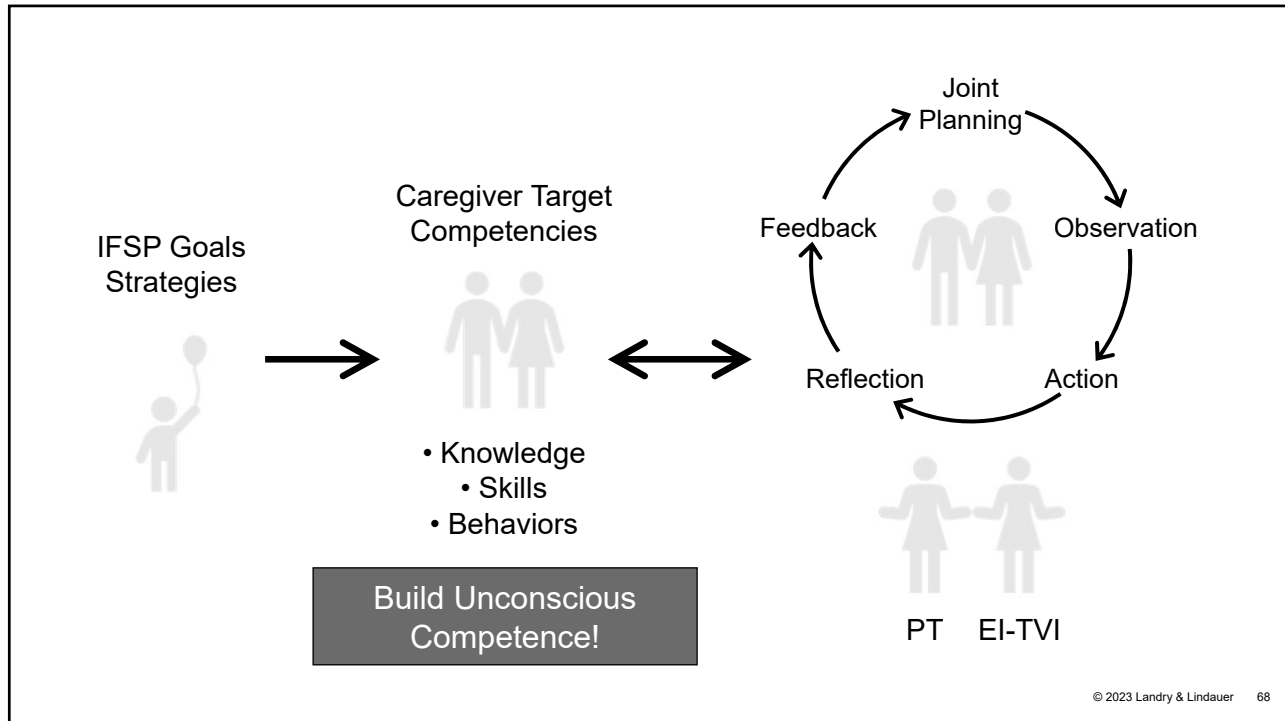 IFSP Goals
Strategies
Caregiver Target
Competencies
• Knowledge
• Skills
• Behaviors
Build Unconscious
Competence!
Joint
Planning
Observation
Action
Reflection
Feedback
PT EI-TVI
© 2023 Landry & Lindauer 68